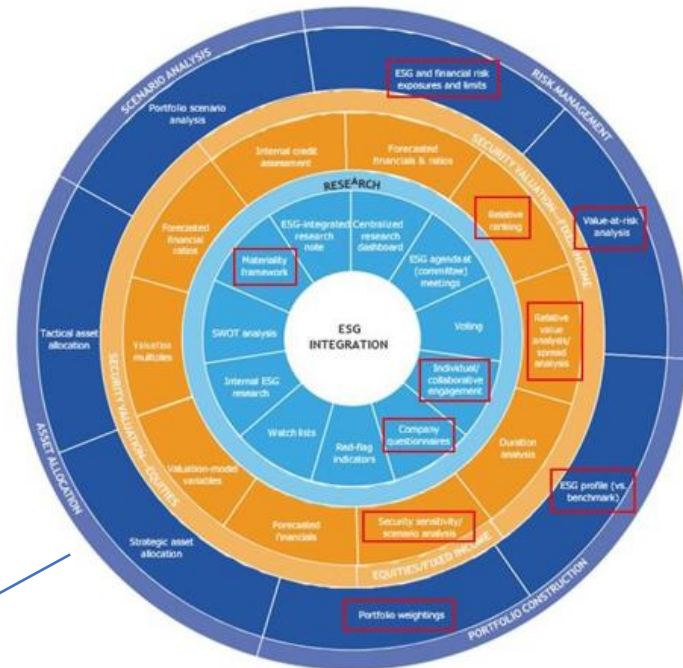 SCENARIO ANALYSIS
RISK MANAGEMENT
PORTFOLIO CONSTRUCTION
ASSET ALLOCATION
Portfolio scenario
analysis
ESG and financial risk
exposures and limits
Value-at-risk
analysis
ESG profile (vs.
benchmark)
Portfolio weightings
Strategic asset
allocation
Tactical asset
allocation
SECURITY VALUATION—FIXED INCOME
EQUITIES/FIXED INCOME
SECURITY VALUATION—EQUITIES
Internal credit
assessment
Forecasted
financials & ratios
Relative
ranking
Relative
value
analysis/
spread
analysis
Duration
analysis
Security sensitivity/
scenario analysis
Forecasted
financials
Valuation-model
variables
Valuation
multiples
Forecasted
financial
ratios
RESEARCH
ESG-integrated
research
note
Centralized
research
dashboard
ESG agenda at
(committee)
meetings
Voting
Individual/
collaborative
engagement
Company
questionnaires
Red-flag
indicators
Watch lists
Internal ESG
research
SWOT analysis
Materiality
framework
ESG
INTEGRATION